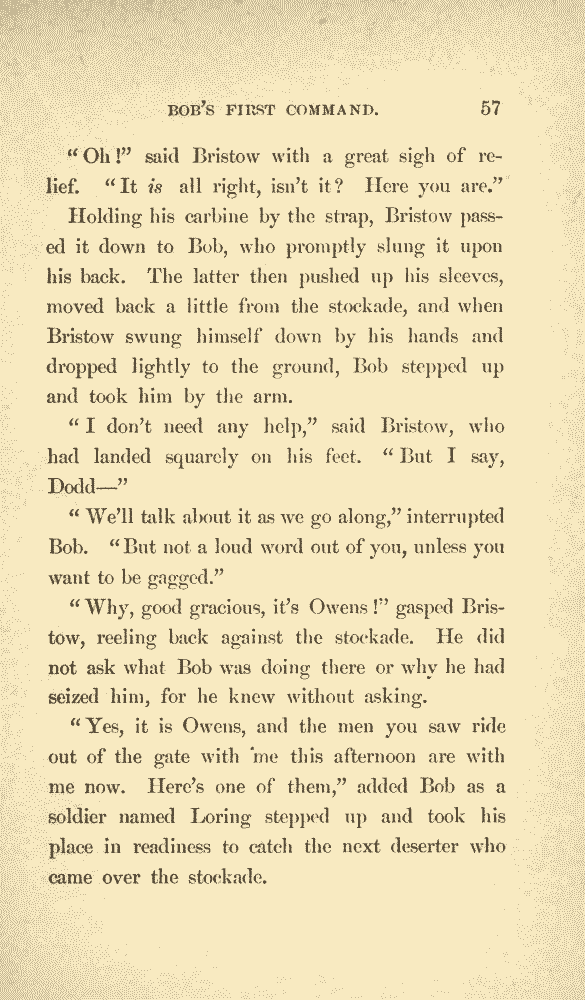 BOB'S FIRST COMMAND. 57
“Oh!” said Bristow with a great sigh of re-
lief. “It is all right, isn't it? Here you are.”
Holding his carbine by the strap, Bristow pass-
ed it down to Bob, who promptly slung it upon
his back. The latter then pushed up his sleeves,
moved back a little from the stockade, and when
Bristow swung himself down by his hands and
dropped lightly to the ground, Bob stepped up
and took him by the arm.
“I don't need any help,” said Bristow, who
had landed squarely on his feet. “But I say,
Dodd—”
“We'll talk about it as we go along,” interrupted
Bob. “But not a loud word out of you, unless you
want to be gagged.”
“Why, good gracious, it's Owens!” gasped Bris-
tow, reeling back against the stockade. He did
not ask what Bob was doing there or why he had
seized him, for he knew without asking.
“Yes, it is Owens, and the men you saw ride
out of the gate with me this afternoon are with
me now. Here's one of them,” added Bob as a
soldier named Loring stepped up and took his
place in readiness to catch the next deserter who
came over the stockade.